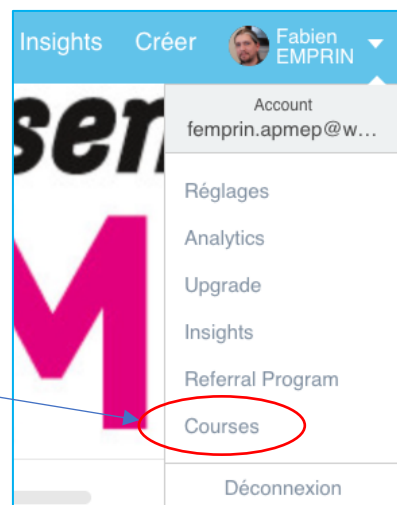 Insights Créer Fabien
EMPRIN
sen
M
Account
femprin.apmep@w...
Réglages
Analytics
Upgrade
Insights
Referral Program
Courses
Déconnexion